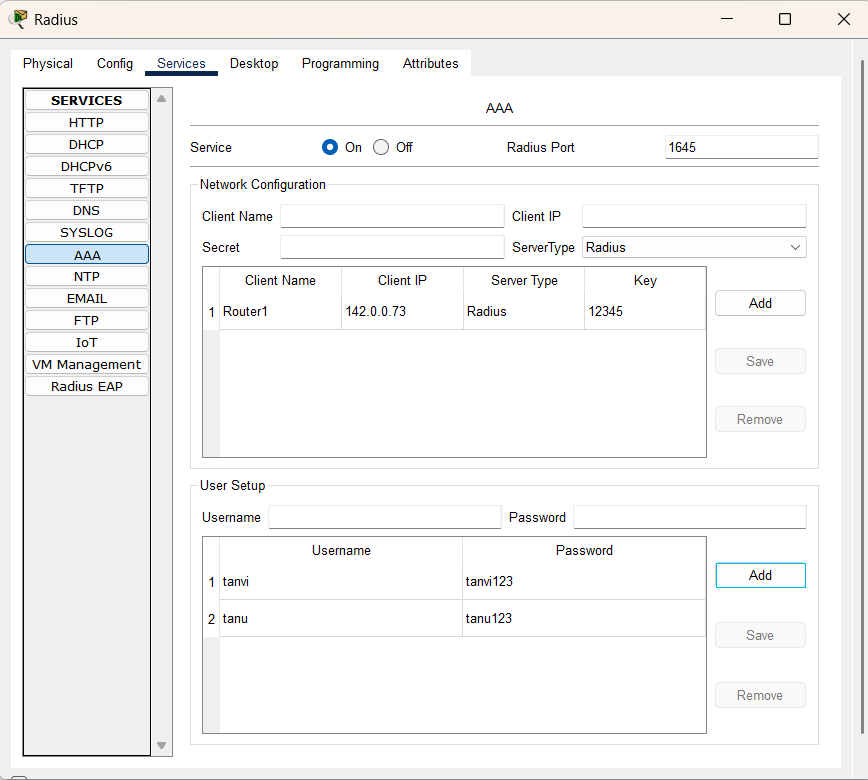 Radius
Physical Config Services Desktop Programming Attributes
SERVICES
HTTP
DHCP
DHCPv6
TFTP
DNS
SYSLOG
AAA
NTP
EMAIL
FTP
IoT
VM Management
Radius EAP
AAA
Service On Off Radius Port 1645
Network Configuration
Client Name Client IP
Secret ServerType Radius
Client Name Client IP Server Type Key
1 Router1 142.0.0.73 Radius 12345
Add
Save
Remove
User Setup
Username Password
Username Password
1 tanvi tanvi123
2 tanu tanu123
Add
Save
Remove